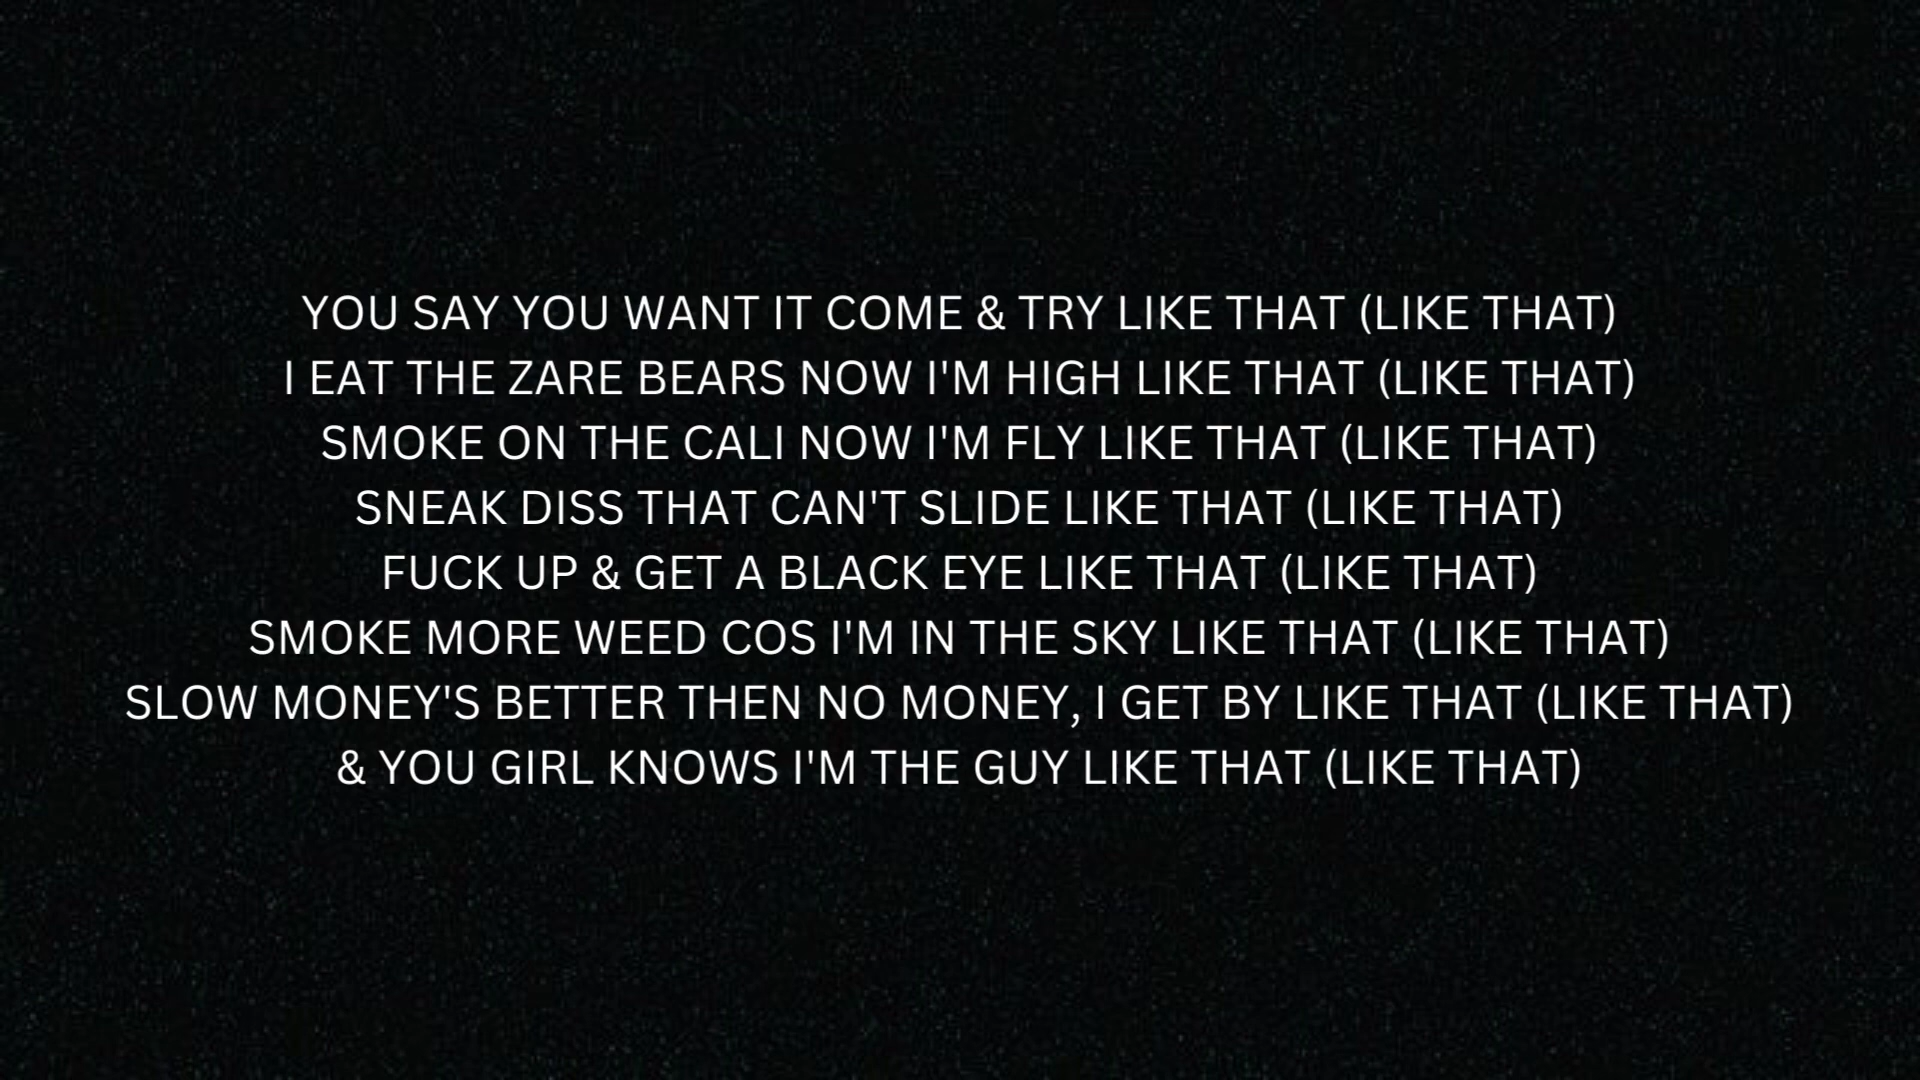 YOU SAY YOU WANT IT COME & TRY LIKE THAT (LIKE THAT)
I EAT THE ZARE BEARS NOW I'M HIGH LIKE THAT (LIKE THAT)
SMOKE ON THE CALI NOW I'M FLY LIKE THAT (LIKE THAT)
SNEAK DISS THAT CAN'T SLIDE LIKE THAT (LIKE THAT)
FUCK UP & GET A BLACK EYE LIKE THAT (LIKE THAT)
SMOKE MORE WEED COS I'M IN THE SKY LIKE THAT (LIKE THAT)
SLOW MONEY'S BETTER THEN NO MONEY, I GET BY LIKE THAT (LIKE THAT)
& YOU GIRL KNOWS I'M THE GUY LIKE THAT (LIKE THAT)